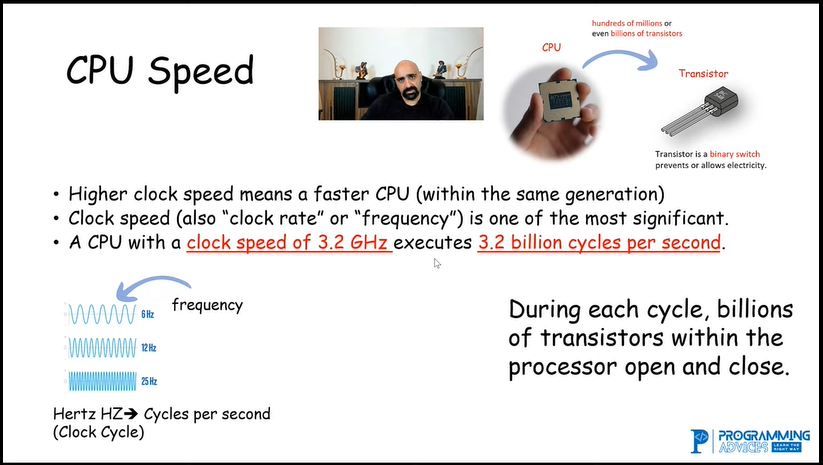 CPU Speed
hundreds of millions or
even billions of transistors
CPU
Transistor
Transistor is a binary switch
prevents or allows electricity.
• Higher clock speed means a faster CPU (within the same generation)
• Clock speed (also “clock rate” or “frequency”) is one of the most significant.
• A CPU with a clock speed of 3.2 GHz executes 3.2 billion cycles per second.
frequency
6 Hz
12 Hz
25 Hz
Hertz HZ➔ Cycles per second
(Clock Cycle)
During each cycle, billions
of transistors within the
processor open and close.
PROGRAMMING
ADVICES
LEARN THE
RIGHT WAY